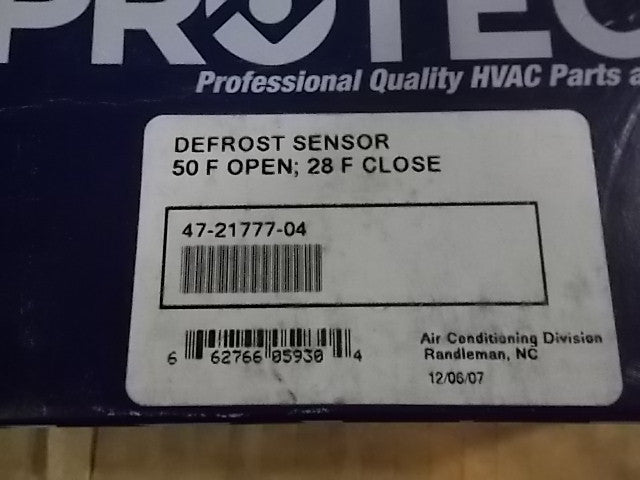 PROTEC
Professional Quality HVAC Parts a
DEFROST SENSOR
50 F OPEN; 28 F CLOSE
47-21777-04
6 62766 05930 4
Air Conditioning Division
Randleman, NC
12/06/07